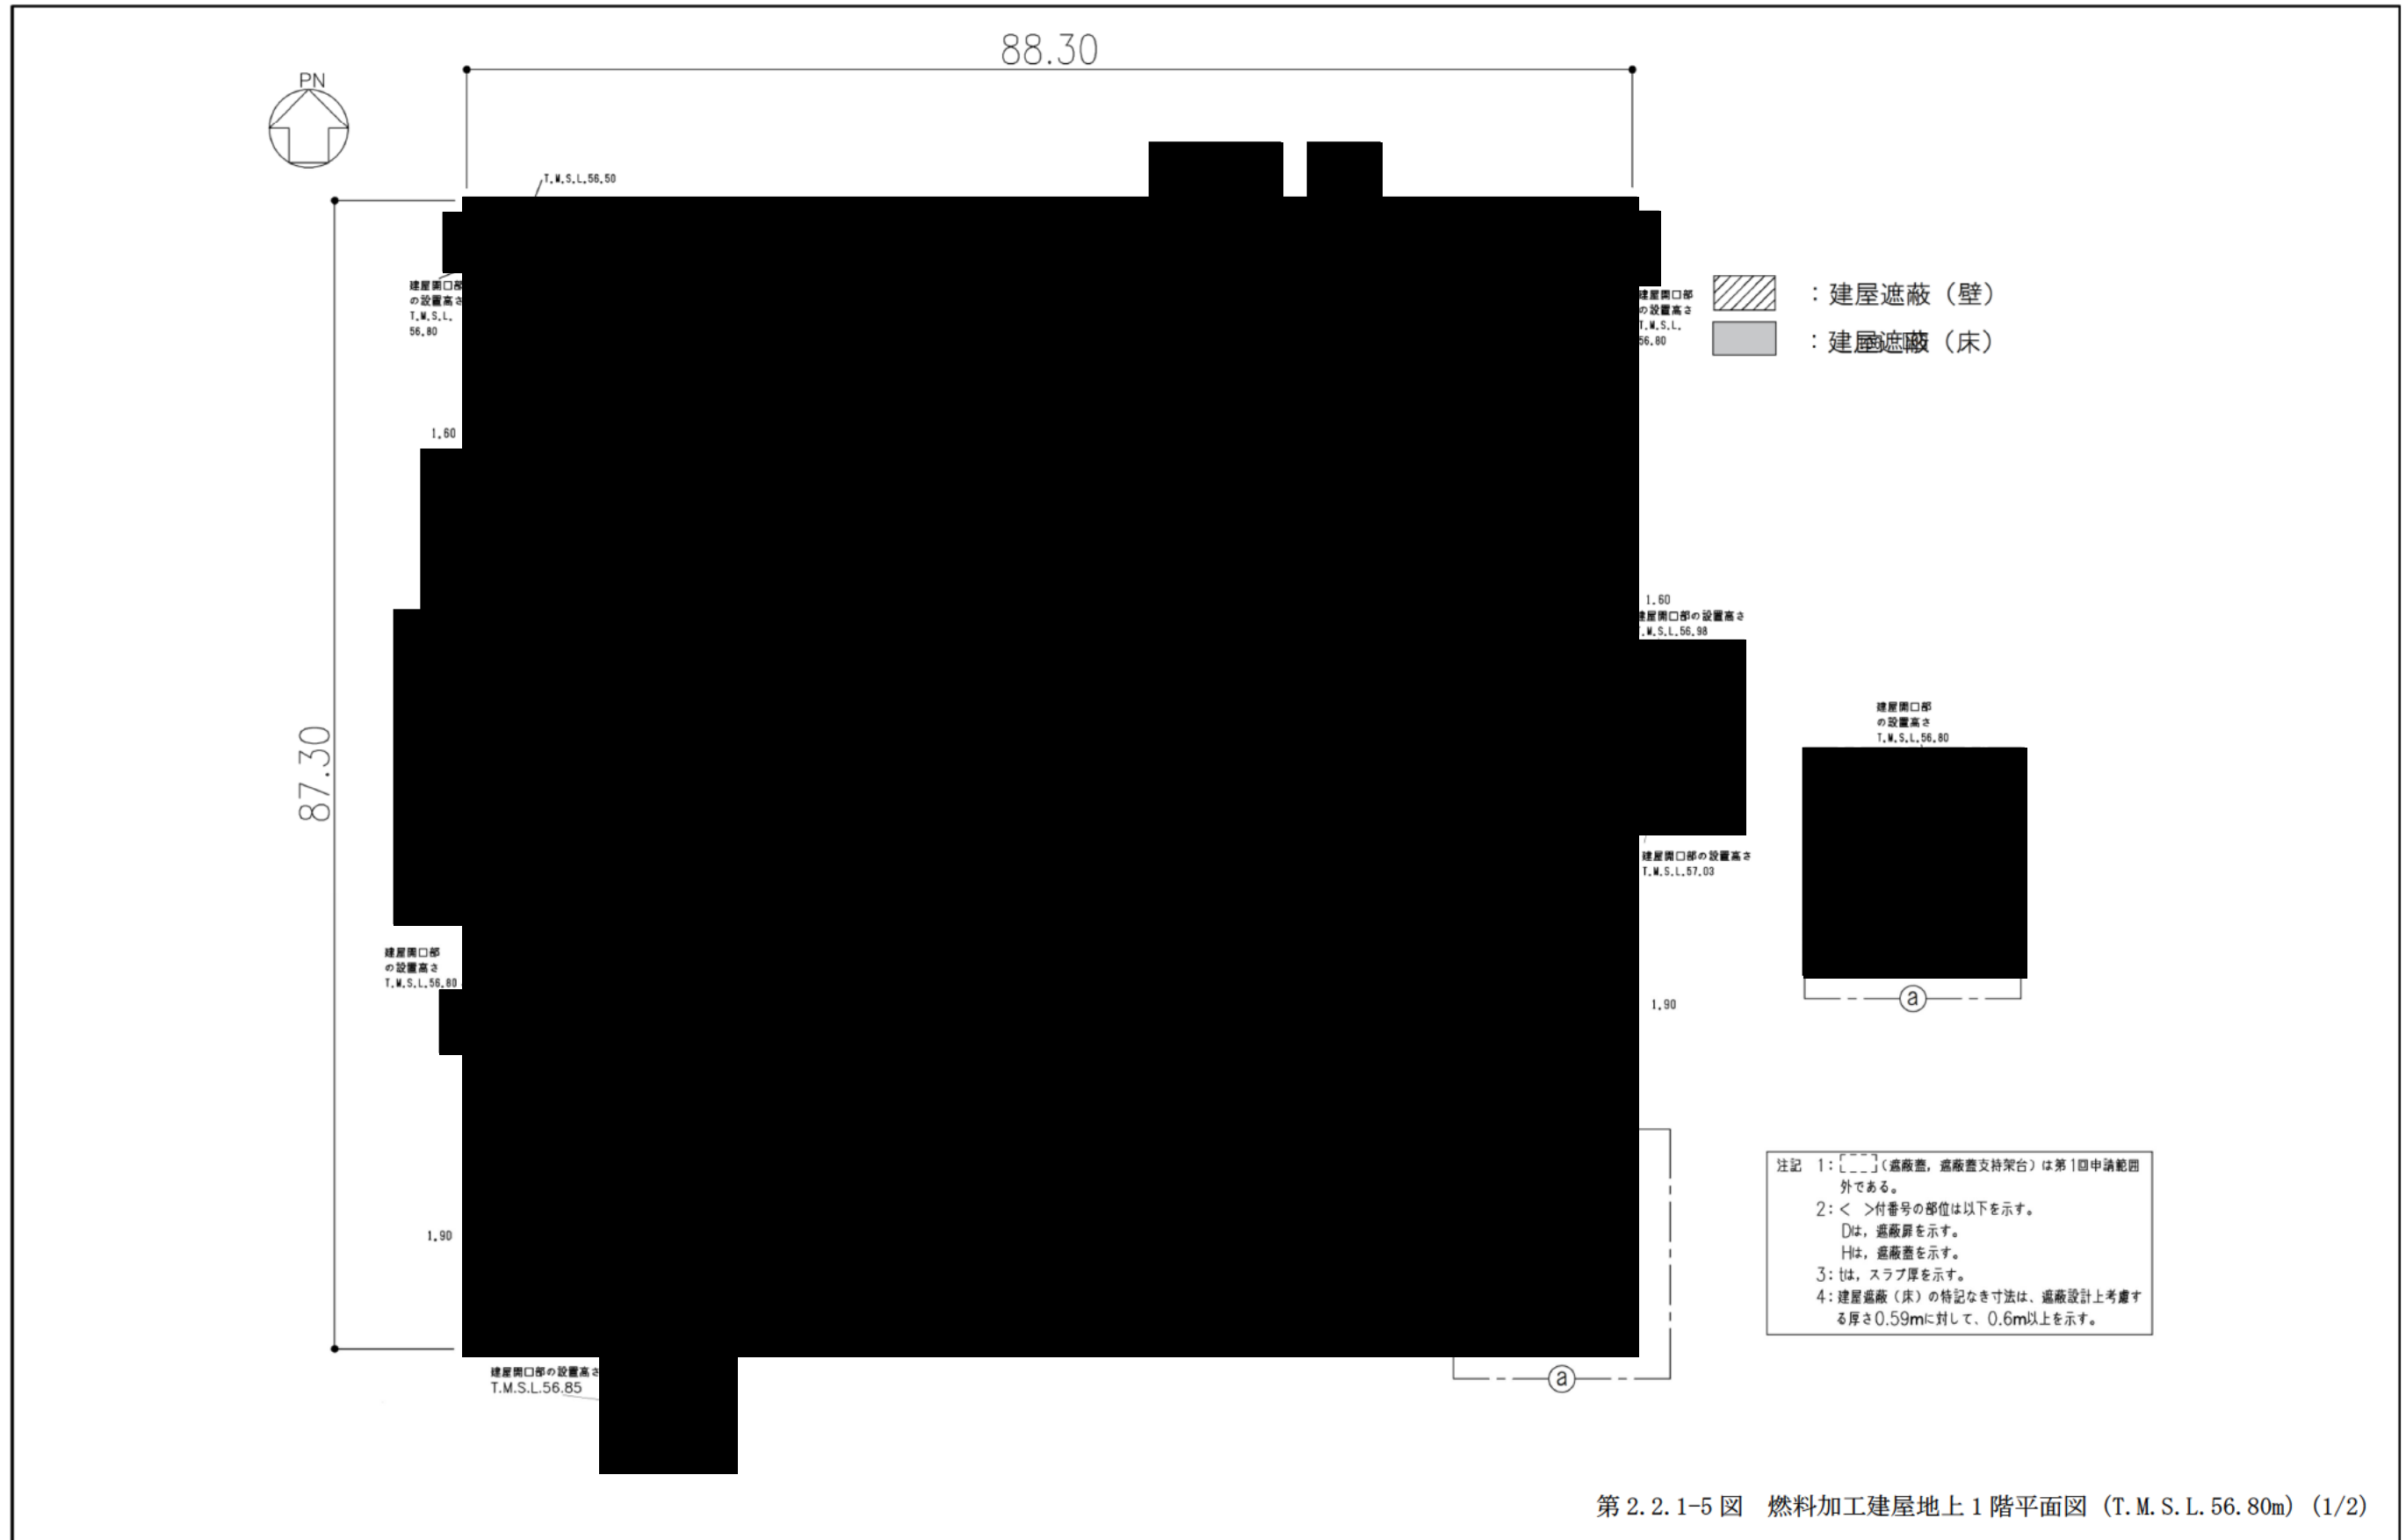 88.30
PN
T.M.S.L.56.50
建屋開口部
の設置高さ
T.M.S.L.
56.80
建屋開口部
の設置高さ
T.M.S.L.
56.80
：建屋遮蔽（壁）
：建屋遮蔽（床）
1.60
1.60
建屋開口部の設置高さ
T.M.S.L.56.98
87.30
建屋開口部
の設置高さ
T.M.S.L.56.80
建屋開口部の設置高さ
T.M.S.L.57.03
建屋開口部
の設置高さ
T.M.S.L.56.80
a
1.90
1.90
注記 1：（遮蔽蓋，遮蔽蓋支持架台）は第1回申請範囲
外である。
2：< >付番号の部位は以下を示す。
Dは，遮蔽扉を示す。
Hは，遮蔽蓋を示す。
3：tは，スラブ厚を示す。
4：建屋遮蔽（床）の特記なき寸法は、遮蔽設計上考慮す
る厚さ0.59mに対して、0.6m以上を示す。
建屋開口部の設置高さ
T.M.S.L.56.85
a
第 2.2.1-5 図 燃料加工建屋地上 1 階平面図（T.M.S.L.56.80m）(1/2)